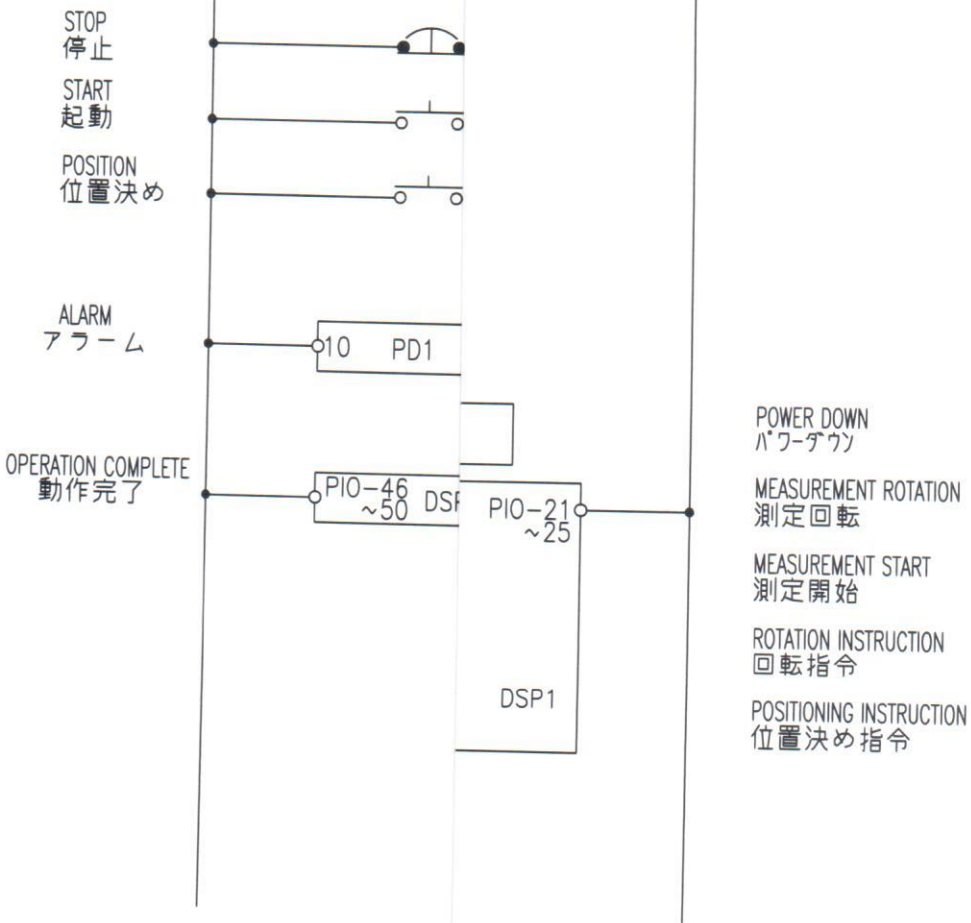 STOP
停止
START
起動
POSITION
位置決め
ALARM
アラーム
10 PD1
OPERATION COMPLETE
動作完了
PIO-46
~50
PIO-21
~25
DSP1
POWER DOWN
パワーダウン
MEASUREMENT ROTATION
測定回転
MEASUREMENT START
測定開始
ROTATION INSTRUCTION
回転指令
POSITIONING INSTRUCTION
位置決め指令